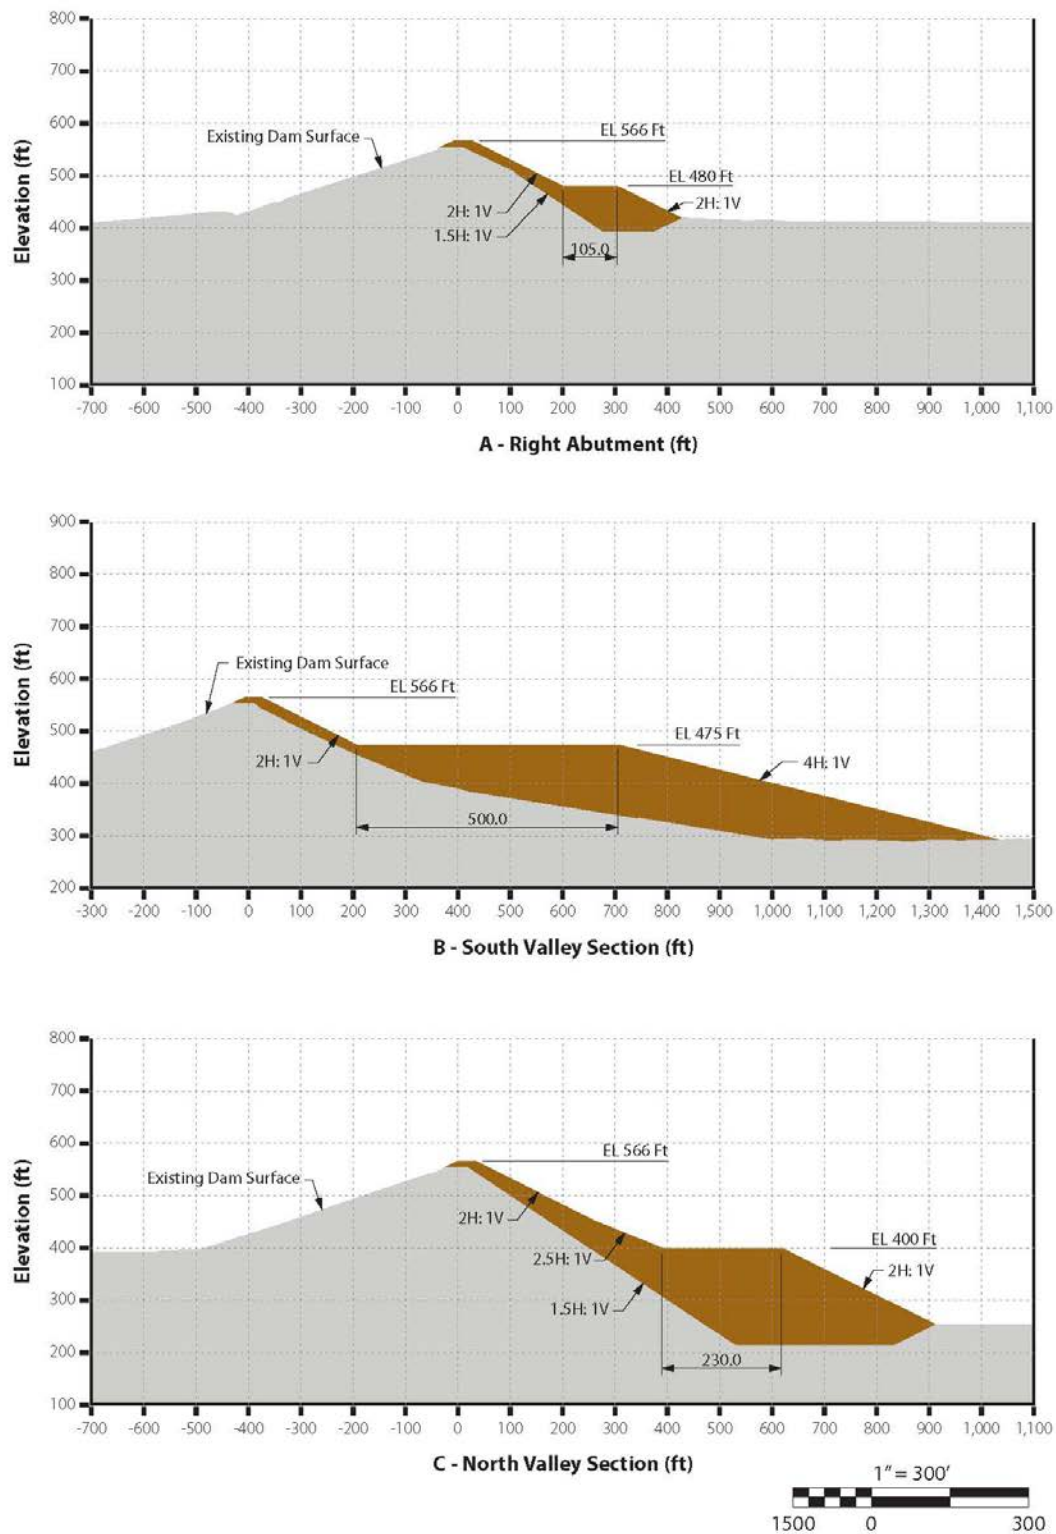 800
700
600
500
400
300
200
100
Elevation (ft)
Existing Dam Surface
EL 566 Ft
EL 480 Ft
2H: 1V
2H: 1V
1.5H: 1V
105.0
-700 -600 -500 -400 -300 -200 -100 0 100 200 300 400 500 600 700 800 900 1,000 1,100
A - Right Abutment (ft)
900
800
700
600
500
400
300
200
Elevation (ft)
Existing Dam Surface
EL 566 Ft
EL 475 Ft
2H: 1V
4H: 1V
500.0
-300 -200 -100 0 100 200 300 400 500 600 700 800 900 1,000 1,100 1,200 1,300 1,400 1,500
B - South Valley Section (ft)
800
700
600
500
400
300
200
100
Elevation (ft)
Existing Dam Surface
EL 566 Ft
2H: 1V
EL 400 Ft
2.5H: 1V
2H: 1V
1.5H: 1V
230.0
-700 -600 -500 -400 -300 -200 -100 0 100 200 300 400 500 600 700 800 900 1,000 1,100
C - North Valley Section (ft)
1" = 300'
1500 0 300